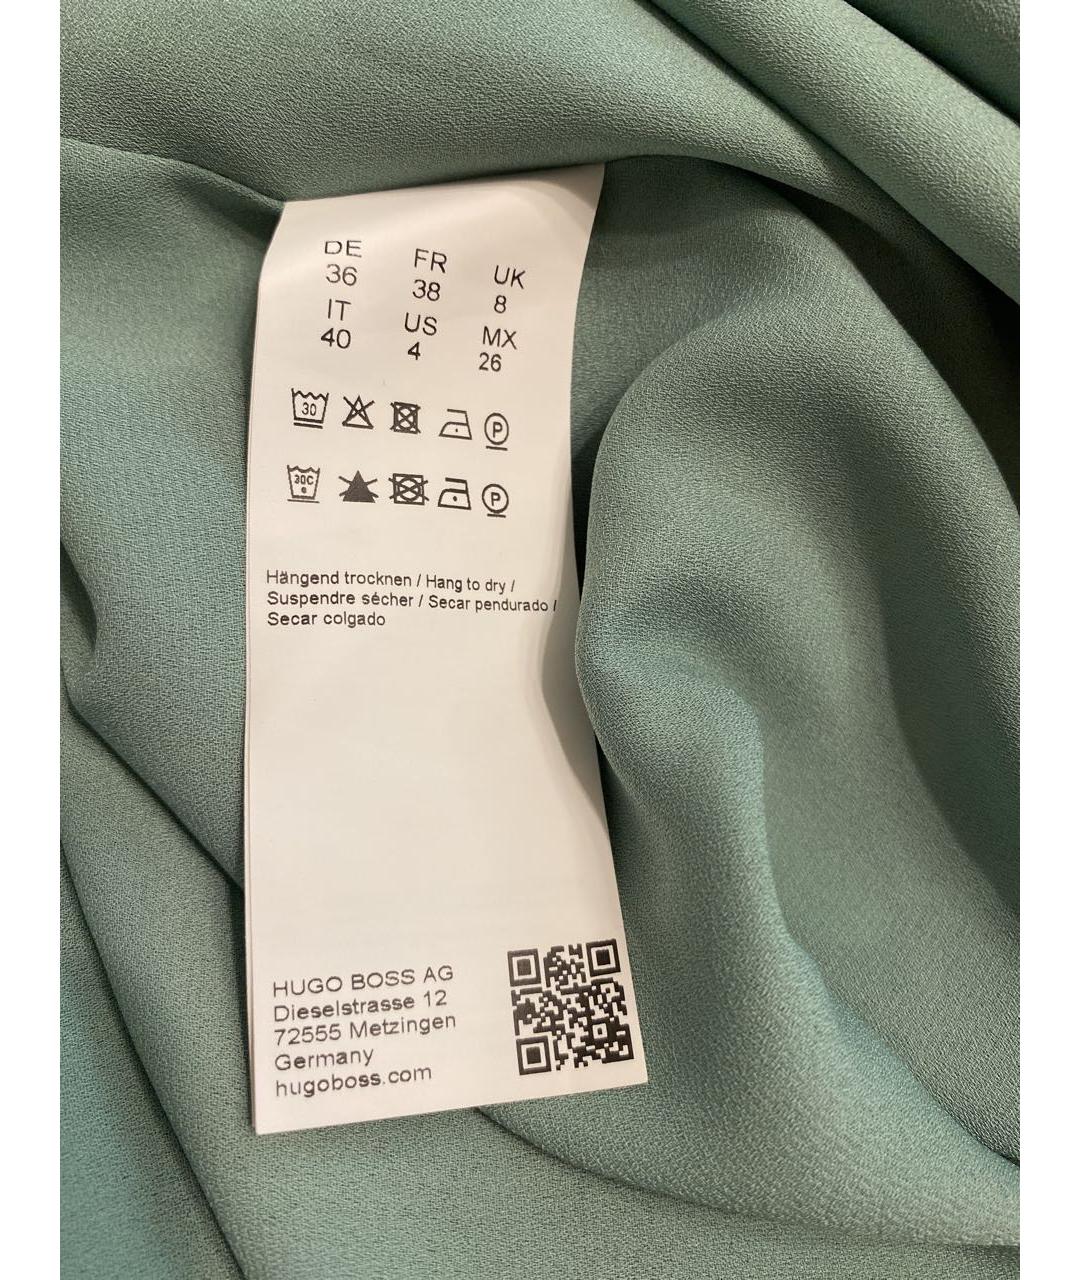 DE FR UK
36 38 8
IT US MX
40 4 26
30 P
30C P
Hängend trocknen / Hang to dry /
Suspendre sécher / Secar pendurado /
Secar colgado
HUGO BOSS AG
Dieselstrasse 12
72555 Metzingen
Germany
hugoboss.com